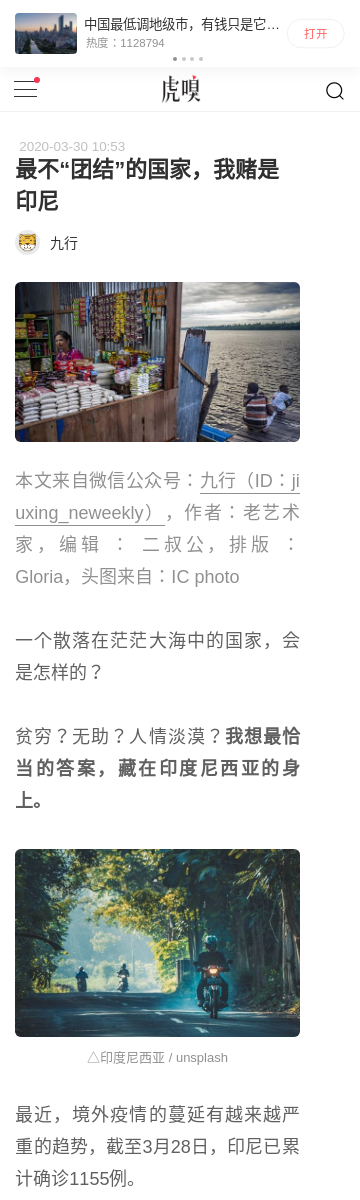 中国最低调地级市，有钱只是它…
热度：1128794
打开
虎嗅
2020-03-30 10:53
最不“团结”的国家，我赌是
印尼
九行
本文来自微信公众号：九行（ID：ji
uxing_neweekly），作者：老艺术
家，编辑：二叔公，排版：
Gloria，头图来自：IC photo
一个散落在茫茫大海中的国家，会
是怎样的？
贫穷？无助？人情淡漠？我想最恰
当的答案，藏在印度尼西亚的身
上。
△印度尼西亚 / unsplash
最近，境外疫情的蔓延有越来越严
重的趋势，截至3月28日，印尼已累
计确诊1155例。